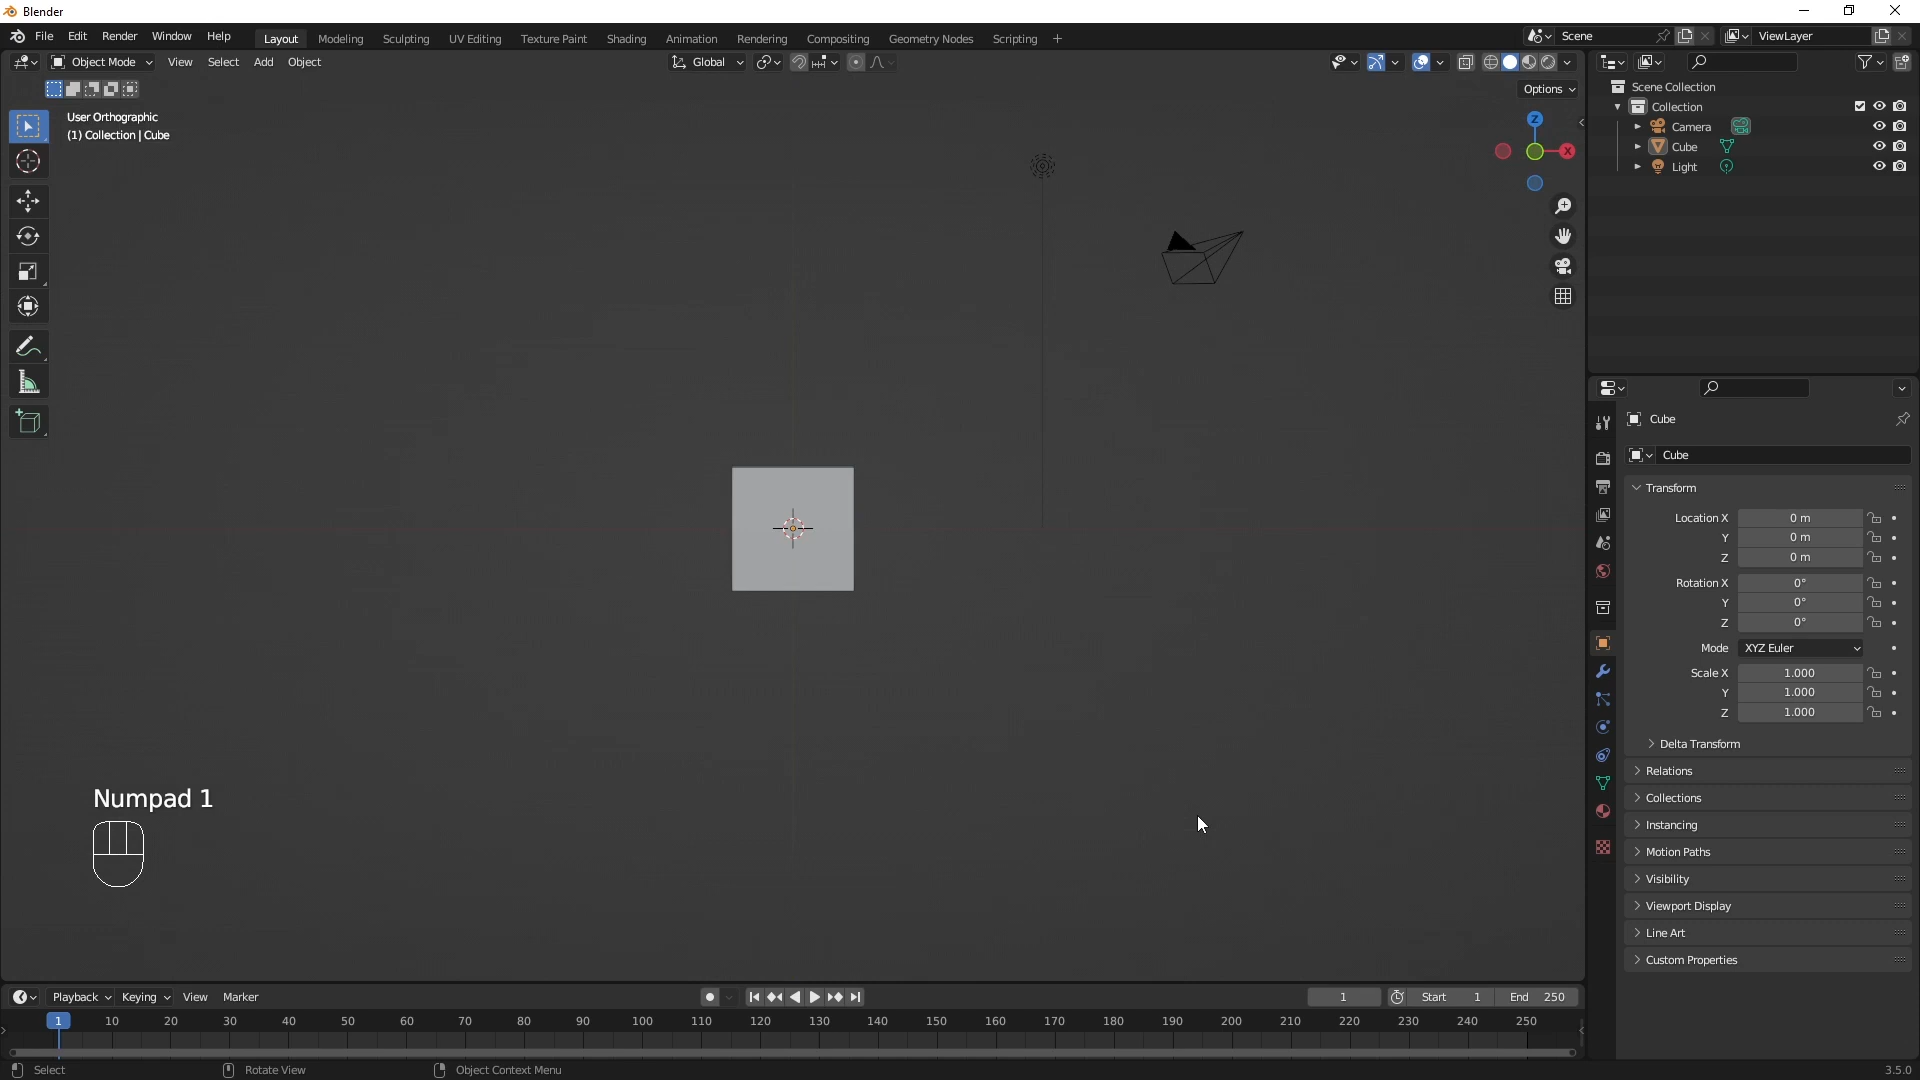 Blender
File Edit Render Window Help
Layout Modeling Sculpting UV Editing Texture Paint Shading Animation Rendering Compositing Geometry Nodes Scripting +
Scene
ViewLayer
Object Mode View Select Add Object
Global
Options
User Orthographic
(1) Collection | Cube
Z
X
Scene Collection
Collection
Camera
Cube
Light
Cube
Cube
Transform
Location X 0 m
Y 0 m
Z 0 m
Rotation X 0°
Y 0°
Z 0°
Mode XYZ Euler
Scale X 1.000
Y 1.000
Z 1.000
Delta Transform
Relations
Collections
Instancing
Motion Paths
Visibility
Viewport Display
Line Art
Custom Properties
Numpad 1
Playback Keying View Marker
1 Start 1 End 250
1 10 20 30 40 50 60 70 80 90 100 110 120 130 140 150 160 170 180 190 200 210 220 230 240 250
Select Rotate View Object Context Menu
3.5.0